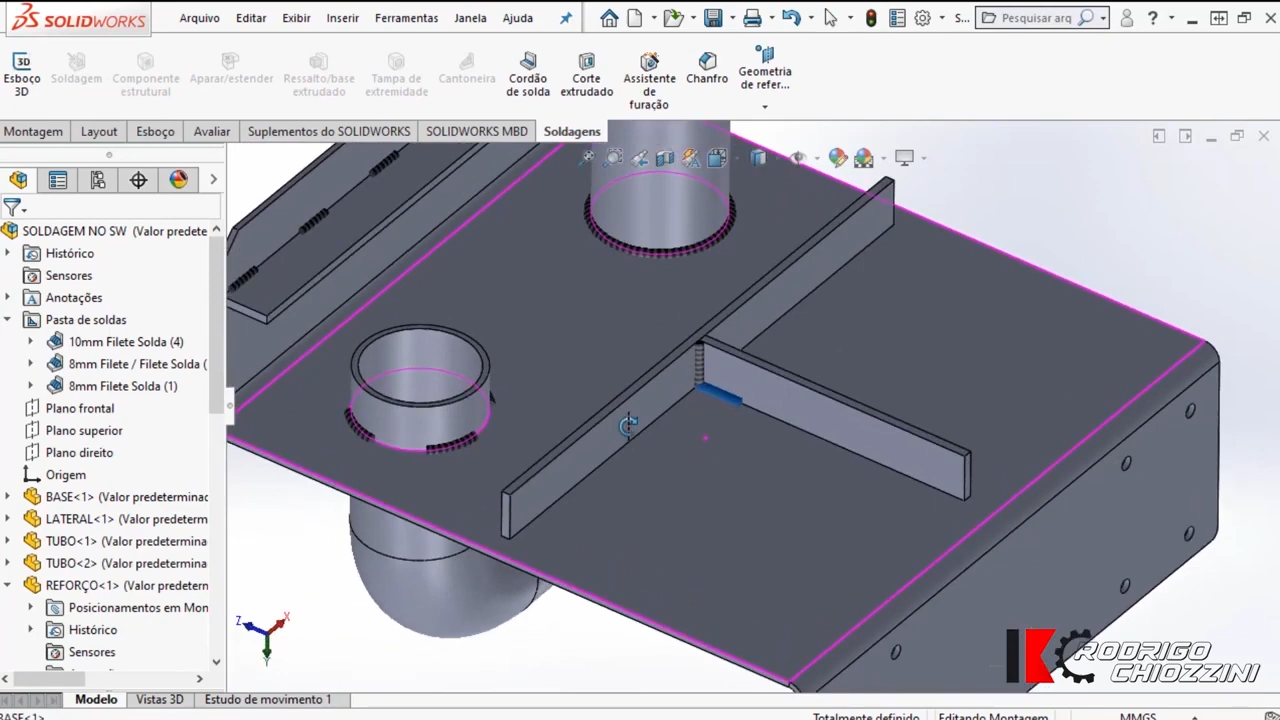 SOLIDWORKS Arquivo Editar Exibir Inserir Ferramentas Janela Ajuda S... Pesquisar arq ?
Esboço 3D
Soldagem
Componente estrutural
Aparar/estender
Ressalto/base extrudado
Tampa de extremidade
Cantoneira
Cordão de solda
Corte extrudado
Assistente de furação
Chanfro
Geometria de refer...
Montagem Layout Esboço Avaliar Suplementos do SOLIDWORKS SOLIDWORKS MBD Soldagens
SOLDAGEM NO SW (Valor predete
Histórico
Sensores
Anotações
Pasta de soldas
10mm Filete Solda (4)
8mm Filete / Filete Solda (
8mm Filete Solda (1)
Plano frontal
Plano superior
Plano direito
Origem
BASE<1> (Valor predeterminac
LATERAL<1> (Valor predeterm
TUBO<1> (Valor predetermina
TUBO<2> (Valor predetermina
REFORÇO<1> (Valor predetern
Posicionamentos em Mon
Histórico
Sensores
Z X
Y
RODRIGO
CHIOZZINI
Modelo Vistas 3D Estudo de movimento 1
BASE<1> Totalmente definido Editando Montagem MMGS